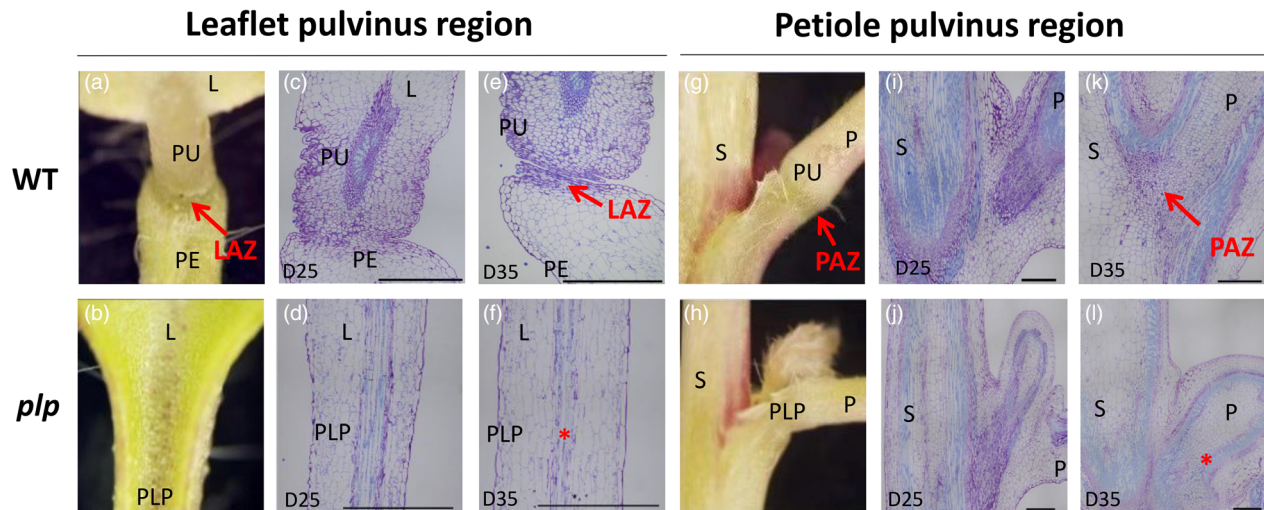 Leaflet pulvinus region
Petiole pulvinus region
WT
(a)
L
PU
LAZ
PE
(c)
L
PU
PE
D25
(e)
PU
LAZ
PE
D35
(g)
S
P
PU
PAZ
(i)
S
P
D25
(k)
S
P
PAZ
D35
plp
(b)
L
PLP
(d)
L
PLP
D25
(f)
L
PLP
*
D35
(h)
S
PLP
P
(j)
S
P
D25
(l)
S
P
*
D35